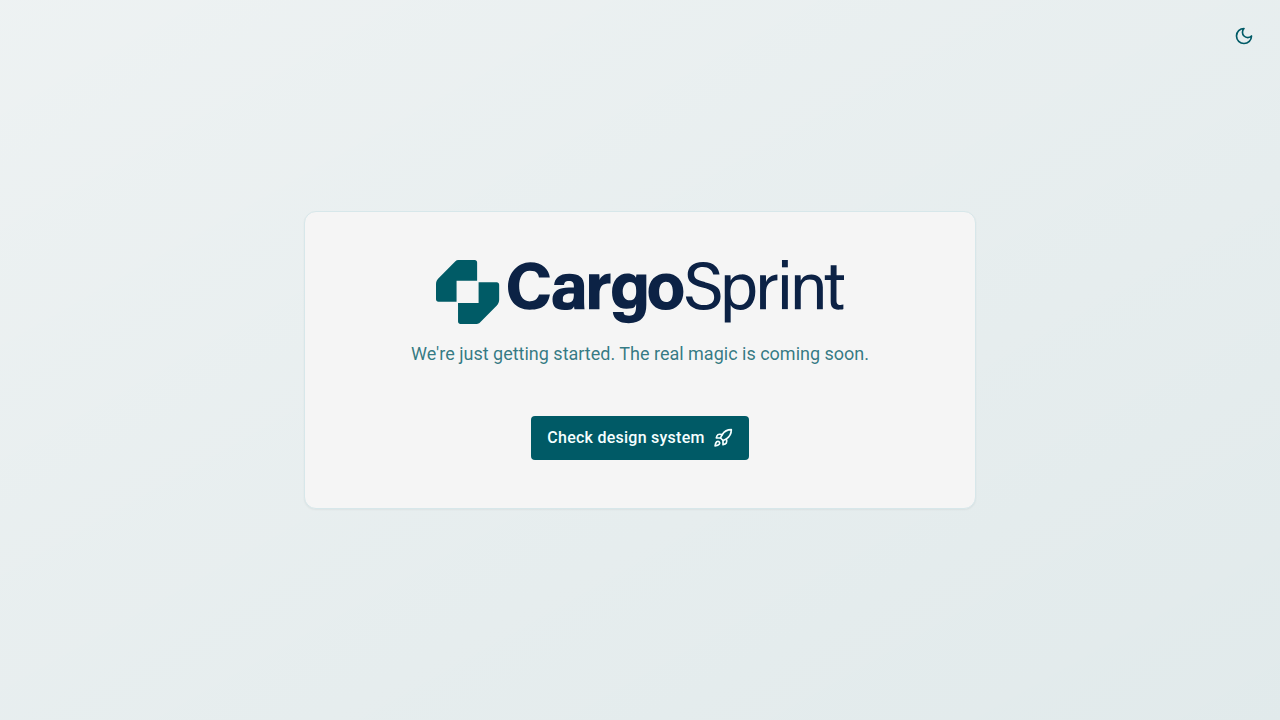 CargoSprint
We're just getting started. The real magic is coming soon.
Check design system